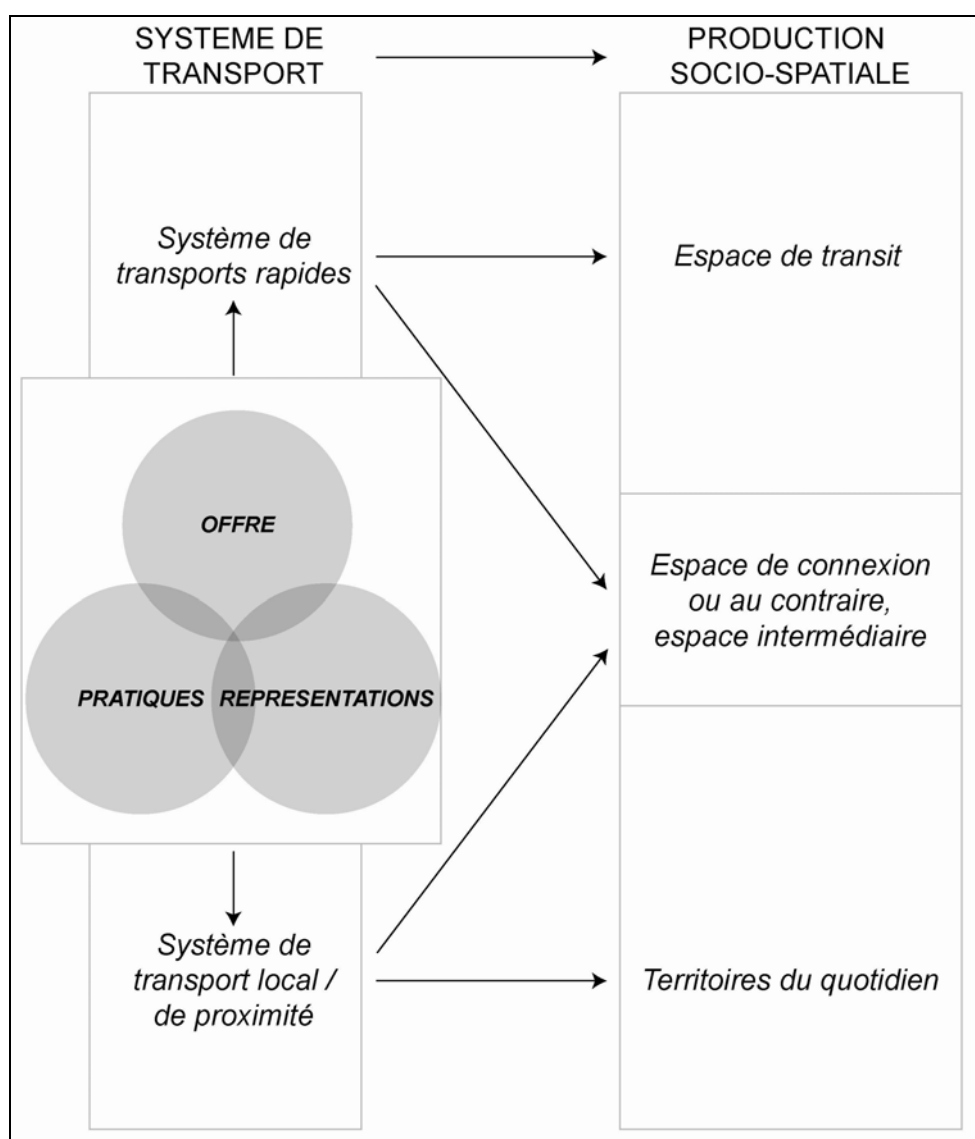 SYSTEME DE
TRANSPORT
PRODUCTION
SOCIO-SPATIALE
Système de
transports rapides
Espace de transit
OFFRE
PRATIQUES
REPRESENTATIONS
Espace de connexion
ou au contraire,
espace intermédiaire
Système de
transport local /
de proximité
Territoires du quotidien